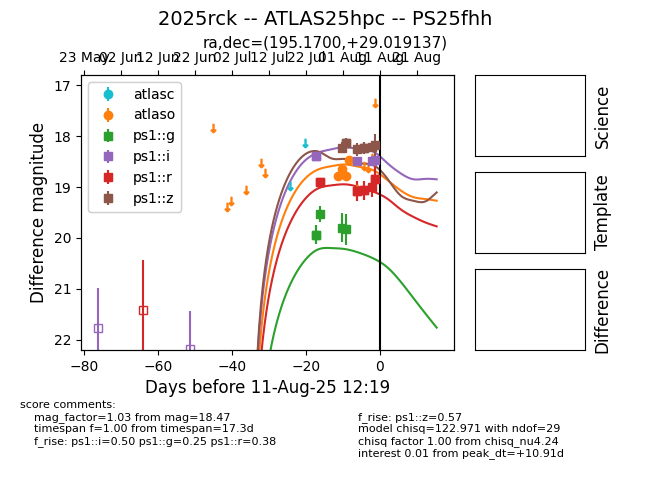 2025rck -- ATLAS25hpc -- PS25fhh
ra,dec=(195.1700,+29.019137)
23 May 02 Jun 12 Jun 22 Jun 02 Jul 12 Jul 22 Jul 01 Aug 11 Aug 21 Aug
17
18
19
20
21
22
Difference magnitude
atlasc
atlaso
ps1::g
ps1::i
ps1::r
ps1::z
−80 −60 −40 −20 0
Days before 11-Aug-25 12:19
Science
Template
Difference
score comments:
mag_factor=1.03 from mag=18.47
timespan f=1.00 from timespan=17.3d
f_rise: ps1::i=0.50 ps1::g=0.25 ps1::r=0.38
f_rise: ps1::z=0.57
model chisq=122.971 with ndof=29
chisq factor 1.00 from chisq_nu4.24
interest 0.01 from peak_dt=+10.91d